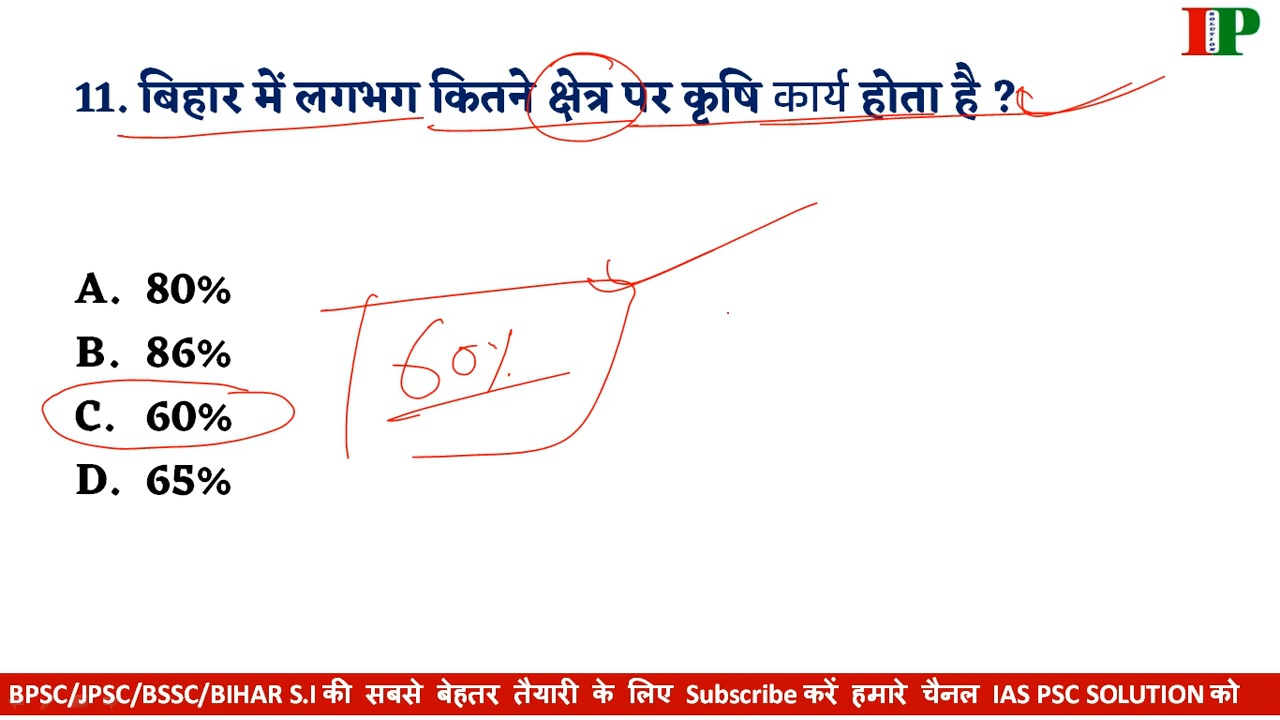 IP
SOLUTION
11. बिहार में लगभग कितने क्षेत्र पर कृषि कार्य होता है ?
A. 80%
B. 86%
60%
C. 60%
D. 65%
BPSC/JPSC/BSSC/BIHAR S.I की सबसे बेहतर तैयारी के लिए Subscribe करें हमारे चैनल IAS PSC SOLUTION को